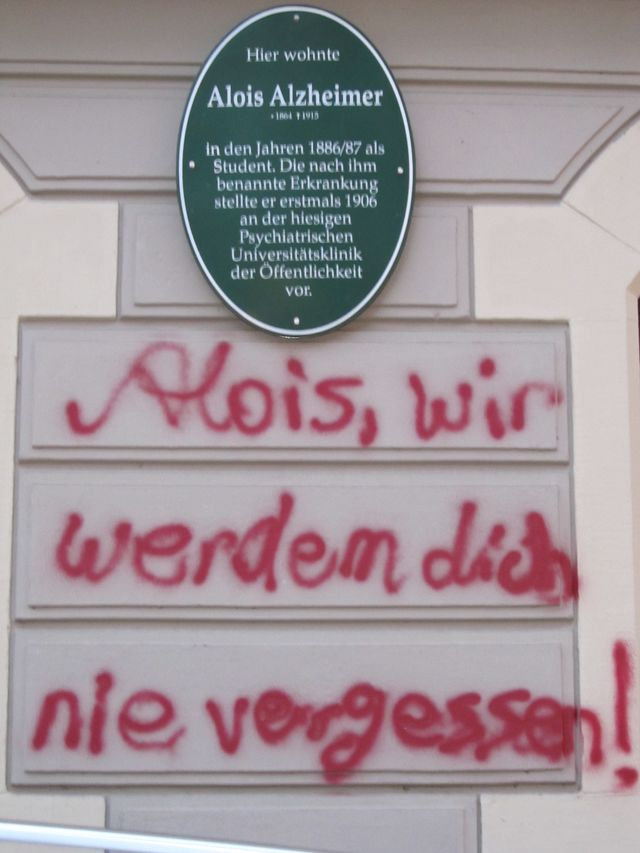 Hier wohnte
Alois Alzheimer
* 1864 † 1915
in den Jahren 1886/87 als
Student. Die nach ihm
benannte Erkrankung
stellte er erstmals 1906
an der hiesigen
Psychiatrischen
Universitätsklinik
der Öffentlichkeit
vor.
Alois, wir
werden dich
nie vergessen!